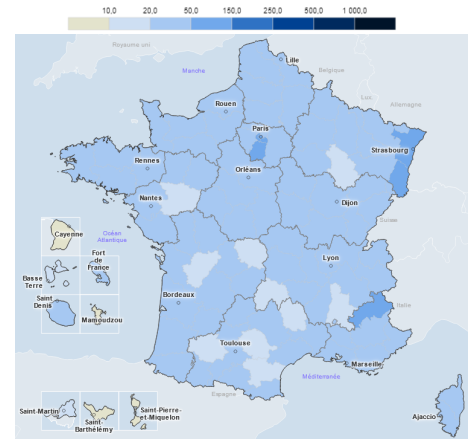 10,0 20,0 50,0 150,0 250,0 500,0 1 000,0
Royaume uni
Lille
Belgique
Manche
Lux
Allemagne
Rouen
Paris
Strasbourg
Rennes
Orléans
Nantes
Dijon
Suisse
Cayenne
Océan
Atlantique
Fort
de
France
Lyon
Basse
Terre
Saint
Denis
Bordeaux
Italie
Mamoudzou
Toulouse
Marseille
Méditérranée
Espagne
Saint-Martin
Saint-
Barthélémy
Saint-Pierre
et-Miquelon
Ajaccio